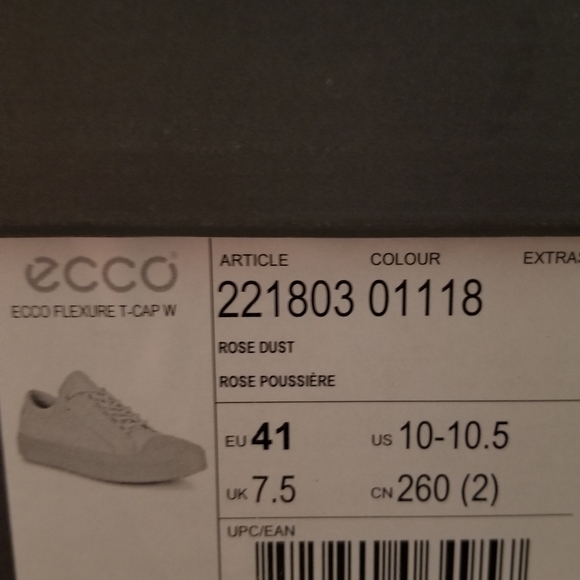 ecco
ECCO FLEXURE T-CAP W
ARTICLE COLOUR EXTRAS
221803 01118
ROSE DUST
ROSE POUSSIÈRE
EU 41 US 10-10.5
UK 7.5 CN 260 (2)
UPC/EAN